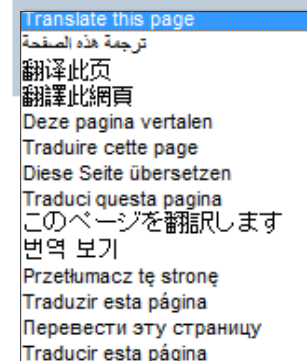 Translate this page
ترجمة هذه الصفحة
翻译此页
翻譯此網頁
Deze pagina vertalen
Traduire cette page
Diese Seite übersetzen
Traduci questa pagina
このページを翻訳します
번역 보기
Przetłumacz tę stronę
Traduzir esta página
Перевести эту страницу
Traducir esta página